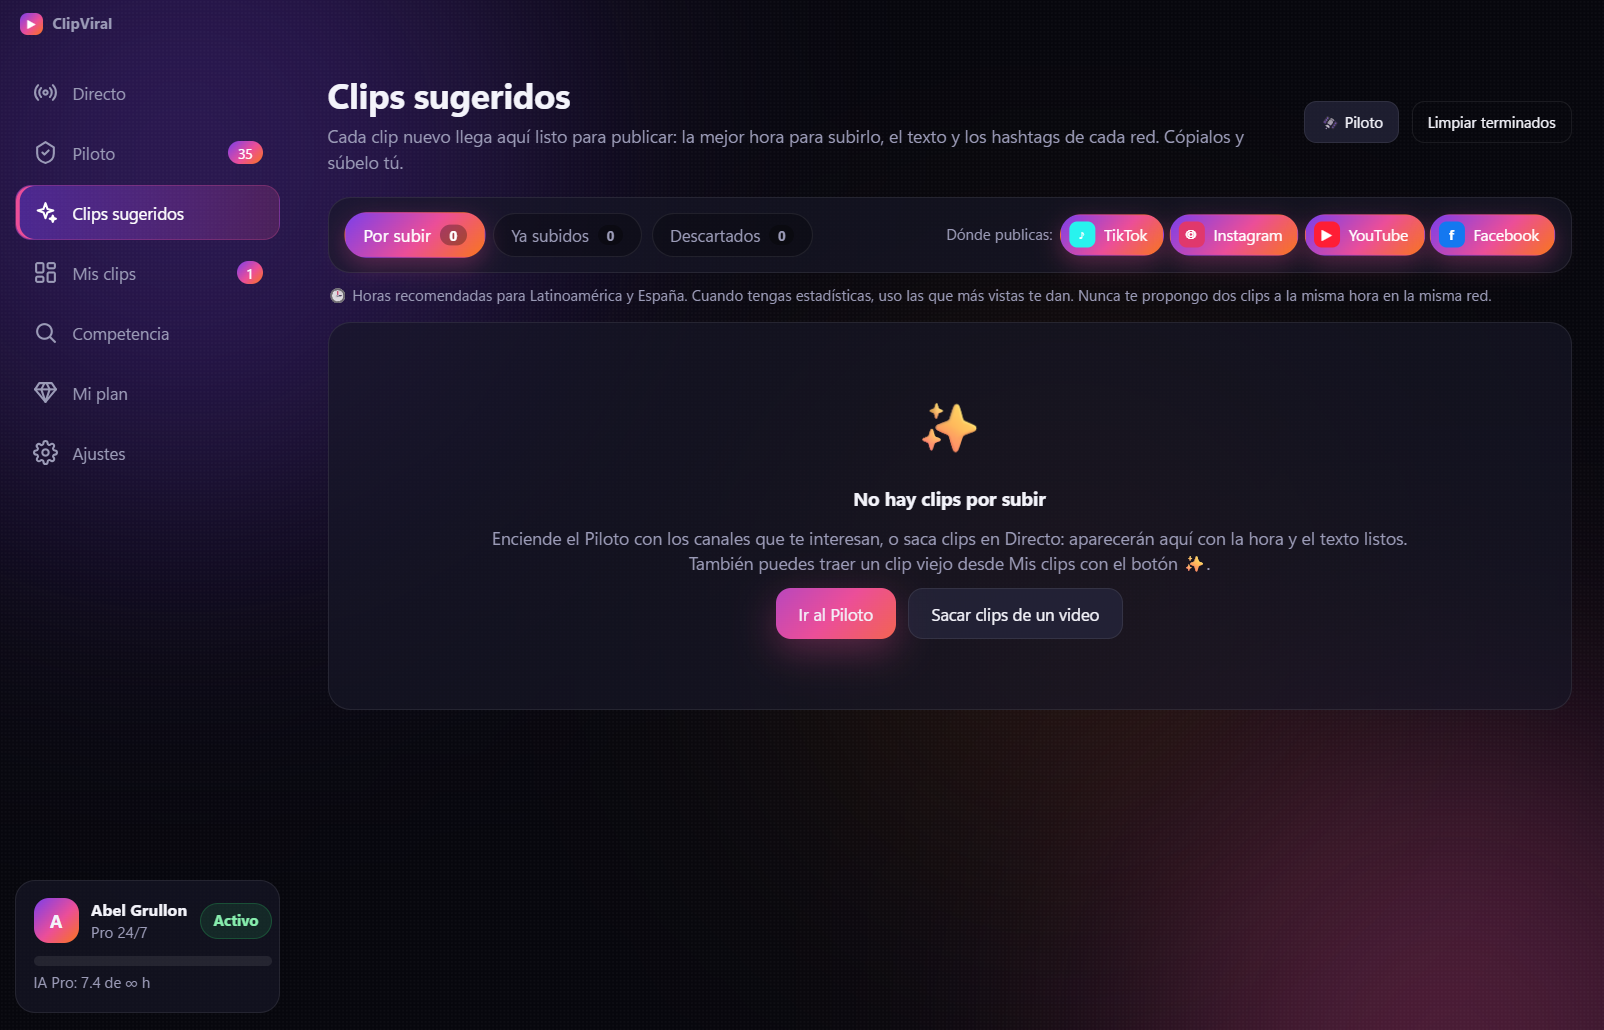 ClipViral
Directo
Piloto 35
Clips sugeridos
Mis clips 1
Competencia
Mi plan
Ajustes
Abel Grullon
Pro 24/7
Activo
IA Pro: 7.4 de ∞ h
Clips sugeridos
Cada clip nuevo llega aquí listo para publicar: la mejor hora para subirlo, el texto y los hashtags de cada red. Cópialos y
súbelo tú.
Piloto
Limpiar terminados
Por subir 0
Ya subidos 0
Descartados 0
Dónde publicas:
TikTok
Instagram
YouTube
Facebook
Horas recomendadas para Latinoamérica y España. Cuando tengas estadísticas, uso las que más vistas te dan. Nunca te propongo dos clips a la misma hora en la misma red.
No hay clips por subir
Enciende el Piloto con los canales que te interesan, o saca clips en Directo: aparecerán aquí con la hora y el texto listos.
También puedes traer un clip viejo desde Mis clips con el botón ✨.
Ir al Piloto
Sacar clips de un video